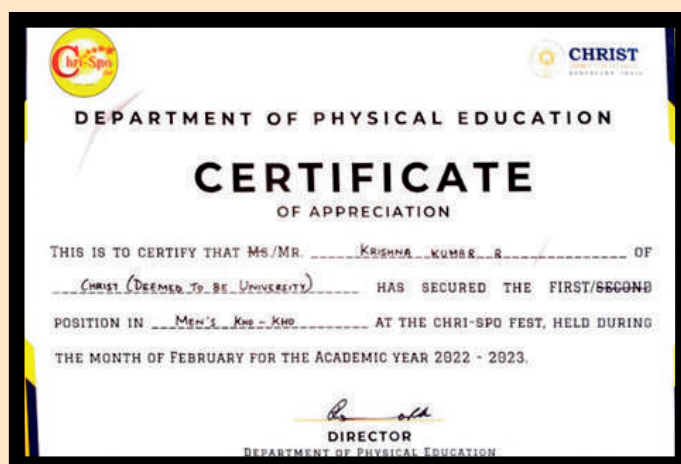 Chri-Spo
CHRIST
DEPARTMENT OF PHYSICAL EDUCATION
CERTIFICATE
OF APPRECIATION
THIS IS TO CERTIFY THAT MS/MR. KRISHNA KUMAR R OF
CHRIST (DEEMED TO BE UNIVERSITY) HAS SECURED THE FIRST/SECOND
POSITION IN MEN'S KHO-KHO AT THE CHRI-SPO FEST, HELD DURING
THE MONTH OF FEBRUARY FOR THE ACADEMIC YEAR 2022 - 2023.
DIRECTOR
DEPARTMENT OF PHYSICAL EDUCATION